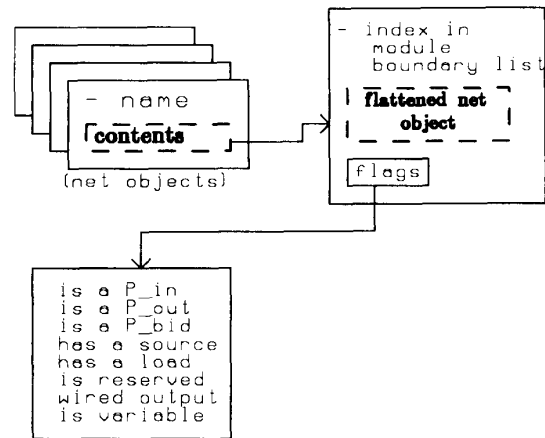 - name
contents
(net objects)
- index in
module
boundary list
flattened net
object
flags
is a P_in
is a P_out
is a P_bid
has a source
has a load
is reserved
wired output
is variable